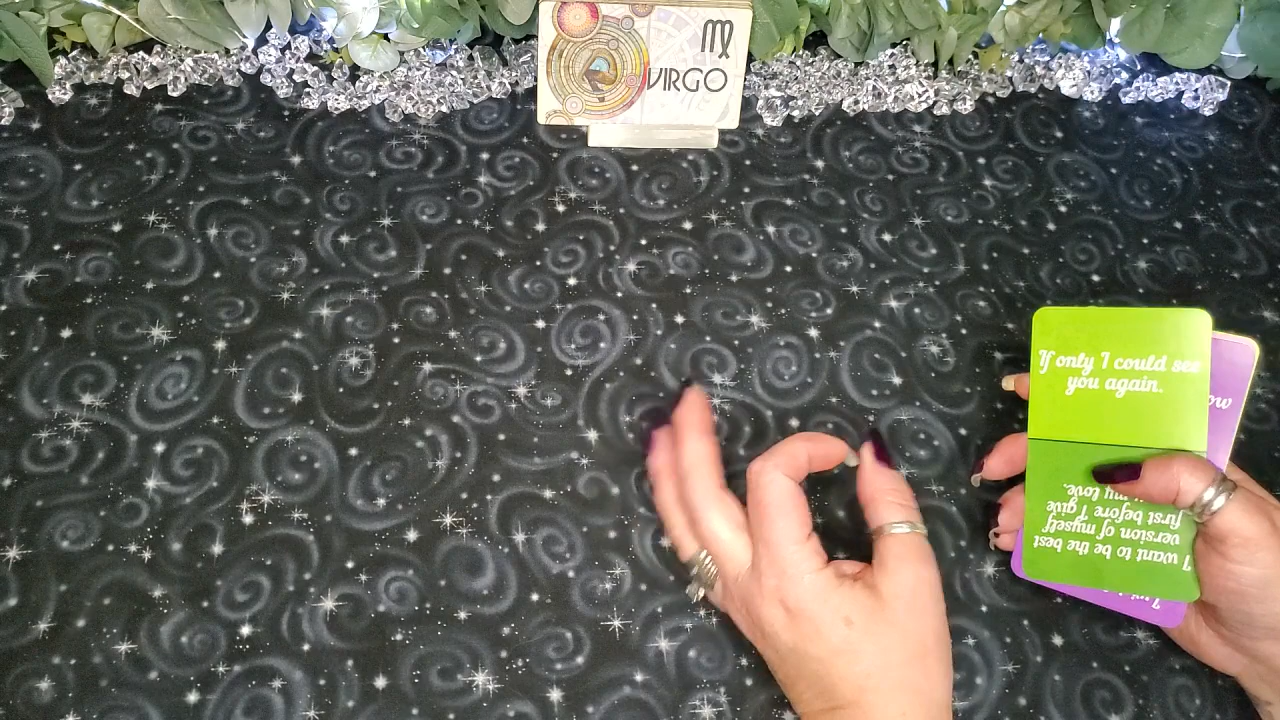 ♍
VIRGO
If only I could see
you again.
ow
I want to be the best
version of myself
first before I give
my love.